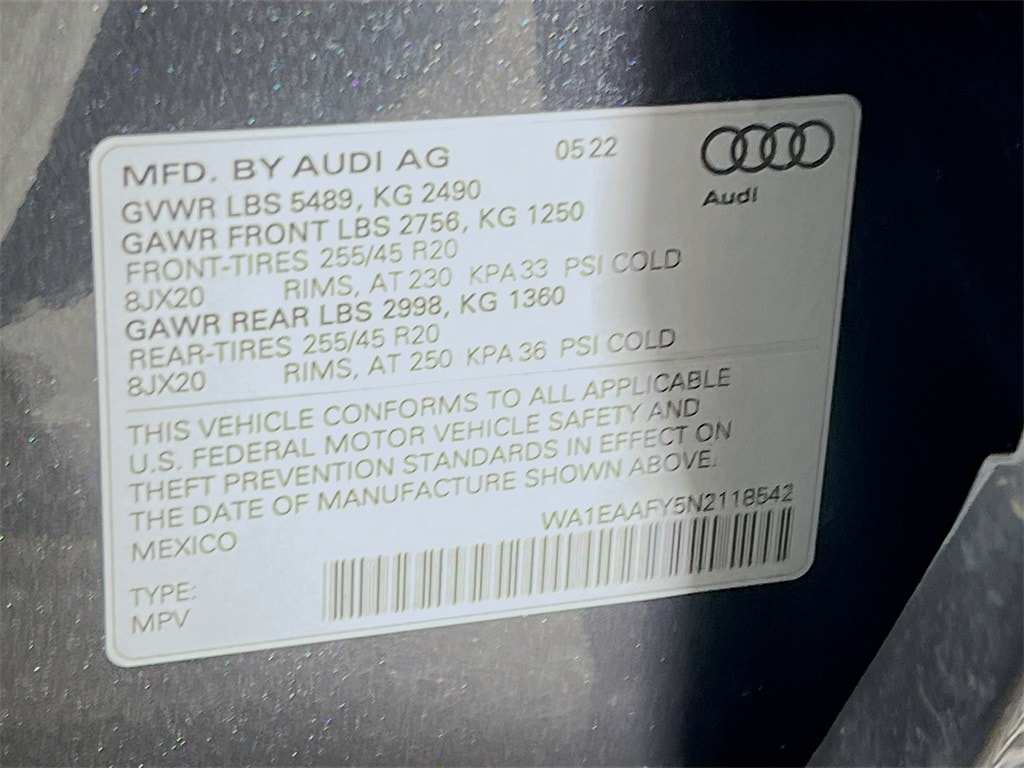 MFD. BY AUDI AG 05 22
Audi
GVWR LBS 5489, KG 2490
GAWR FRONT LBS 2756, KG 1250
FRONT-TIRES 255/45 R20
8JX20 RIMS, AT 230 KPA 33 PSI COLD
GAWR REAR LBS 2998, KG 1360
REAR-TIRES 255/45 R20
8JX20 RIMS, AT 250 KPA 36 PSI COLD
THIS VEHICLE CONFORMS TO ALL APPLICABLE
U.S. FEDERAL MOTOR VEHICLE SAFETY AND
THEFT PREVENTION STANDARDS IN EFFECT ON
THE DATE OF MANUFACTURE SHOWN ABOVE.
MEXICO WA1EAAFY5N2118542
TYPE:
MPV